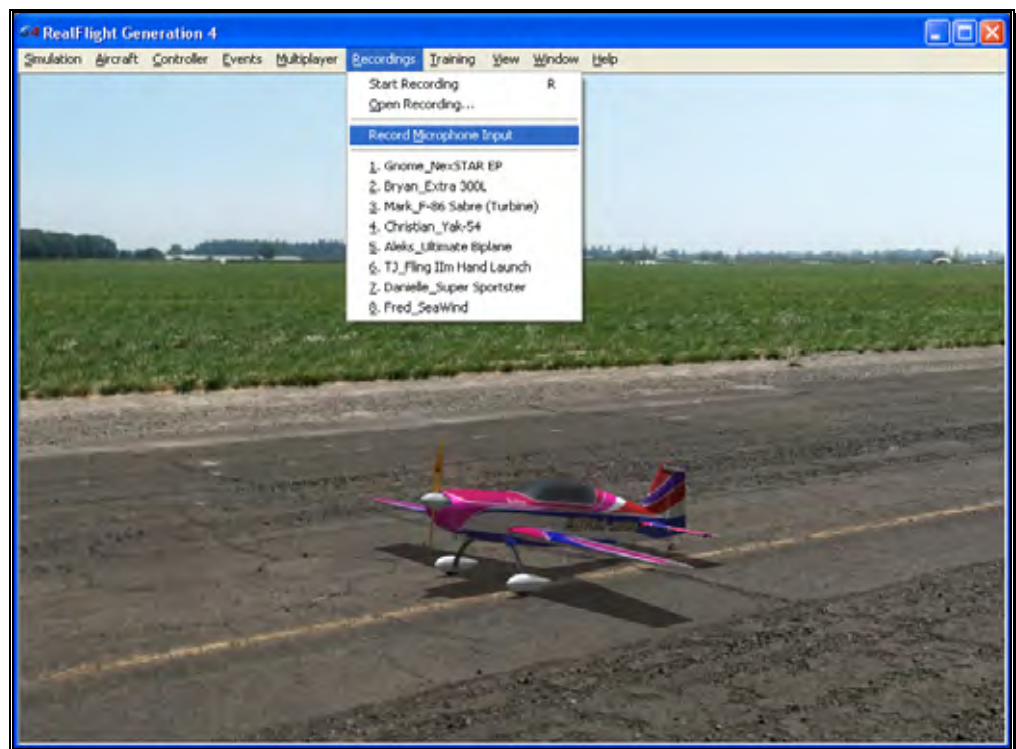 RealFlight Generation 4
Simulation Aircraft Controller Events Multiplayer Recordings Training View Window Help
Start Recording R
Open Recording...
Record Microphone Input
1. Gnome_NexSTAR EP
2. Bryan_Extra 300L
3. Mark_F-86 Sabre (Turbine)
4. Christian_Yak-54
5. Aleks_Ultimate Biplane
6. TJ_Fling IIm Hand Launch
7. Danielle_Super Sportster
8. Fred_SeaWind